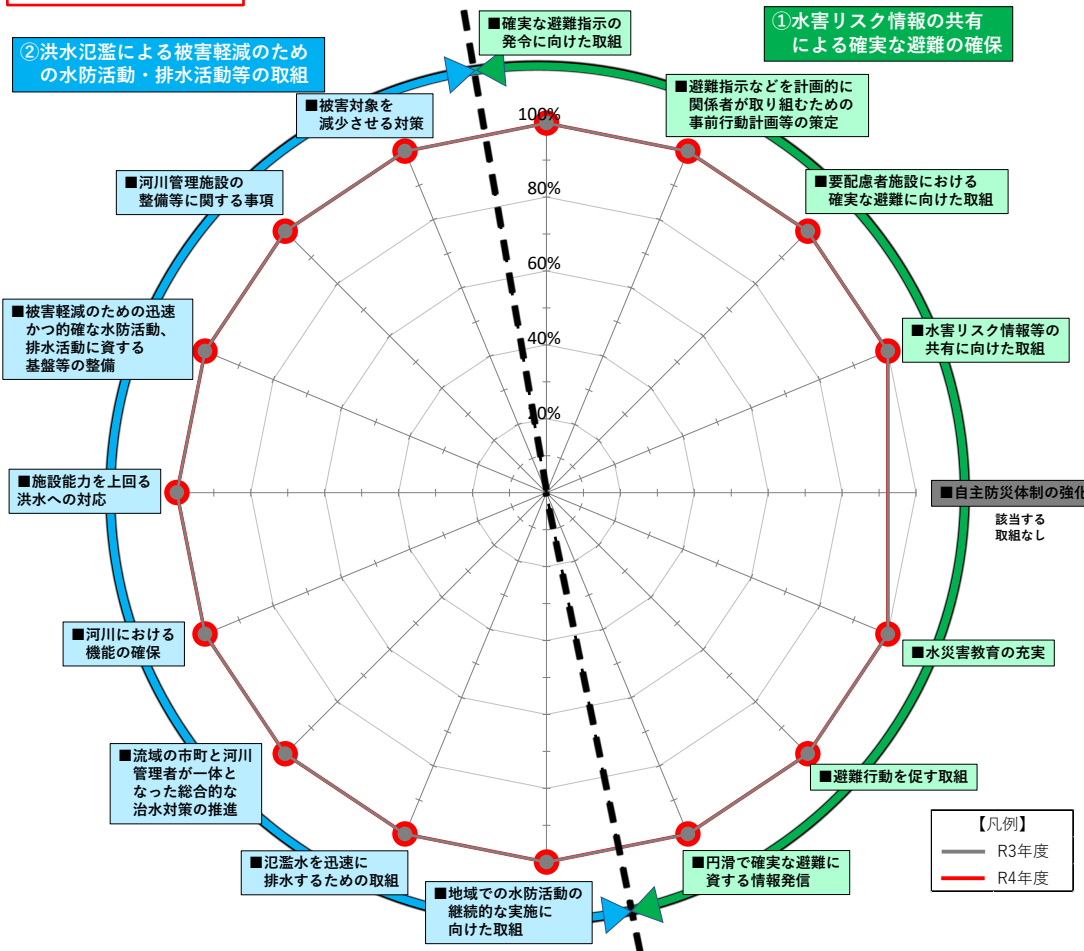 ■確実な避難指示の
発令に向けた取組
①水害リスク情報の共有
による確実な避難の確保
②洪水氾濫による被害軽減のため
の水防活動・排水活動等の取組
■避難指示などを計画的に
関係者が取り組むための
事前行動計画等の策定
■被害対象を
減少させる対策
100%
80%
60%
40%
20%
■要配慮者施設における
確実な避難に向けた取組
■河川管理施設の
整備等に関する事項
■水害リスク情報等の
共有に向けた取組
■被害軽減のための迅速
かつ的確な水防活動、
排水活動に資する
基盤等の整備
■自主防災体制の強化
該当する
取組なし
■施設能力を上回る
洪水への対応
■水災害教育の充実
■河川における
機能の確保
■避難行動を促す取組
■流域の市町と河川
管理者が一体と
なった総合的な
治水対策の推進
■円滑で確実な避難に
資する情報発信
■氾濫水を迅速に
排水するための取組
■地域での水防活動の
継続的な実施に
向けた取組
【凡例】
R3年度
R4年度